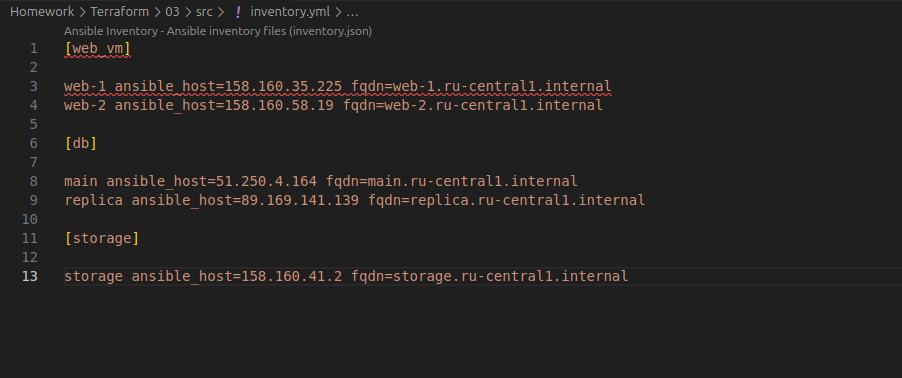 Homework > Terraform > 03 > src > ! inventory.yml > ...
Ansible Inventory - Ansible inventory files (inventory.json)
1 [web_vm]
2
3 web-1 ansible_host=158.160.35.225 fqdn=web-1.ru-central1.internal
4 web-2 ansible_host=158.160.58.19 fqdn=web-2.ru-central1.internal
5
6 [db]
7
8 main ansible_host=51.250.4.164 fqdn=main.ru-central1.internal
9 replica ansible_host=89.169.141.139 fqdn=replica.ru-central1.internal
10
11 [storage]
12
13 storage ansible_host=158.160.41.2 fqdn=storage.ru-central1.internal